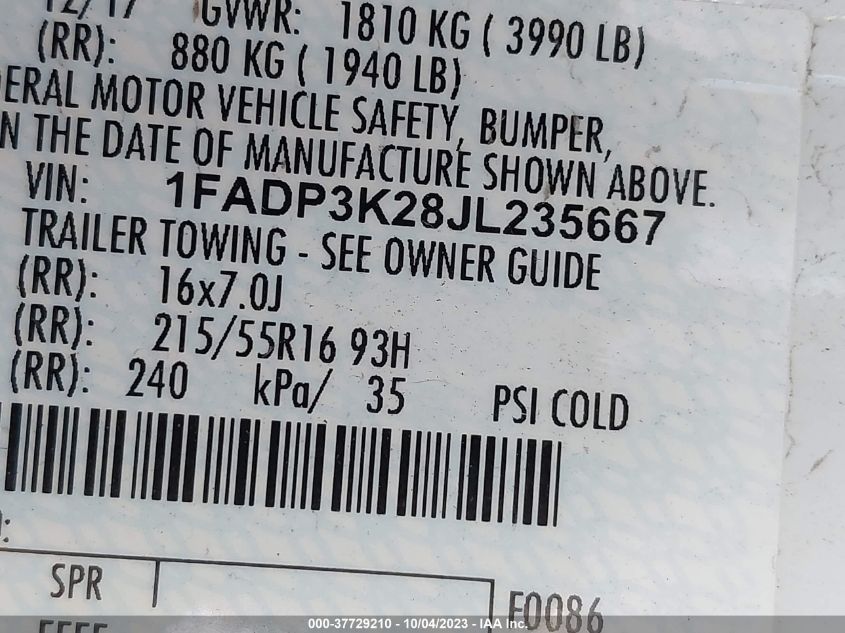 12/17 GVWR: 1810 KG ( 3990 LB)
(RR): 880 KG ( 1940 LB)
ERAL MOTOR VEHICLE SAFETY, BUMPER,
N THE DATE OF MANUFACTURE SHOWN ABOVE.
VIN: 1FADP3K28JL235667
TRAILER TOWING - SEE OWNER GUIDE
(RR): 16x7.0J
(RR): 215/55R16 93H
(RR): 240 kPa/ 35 PSI COLD
SPR
E0086
000-37729210 - 10/04/2023 - IAA Inc.